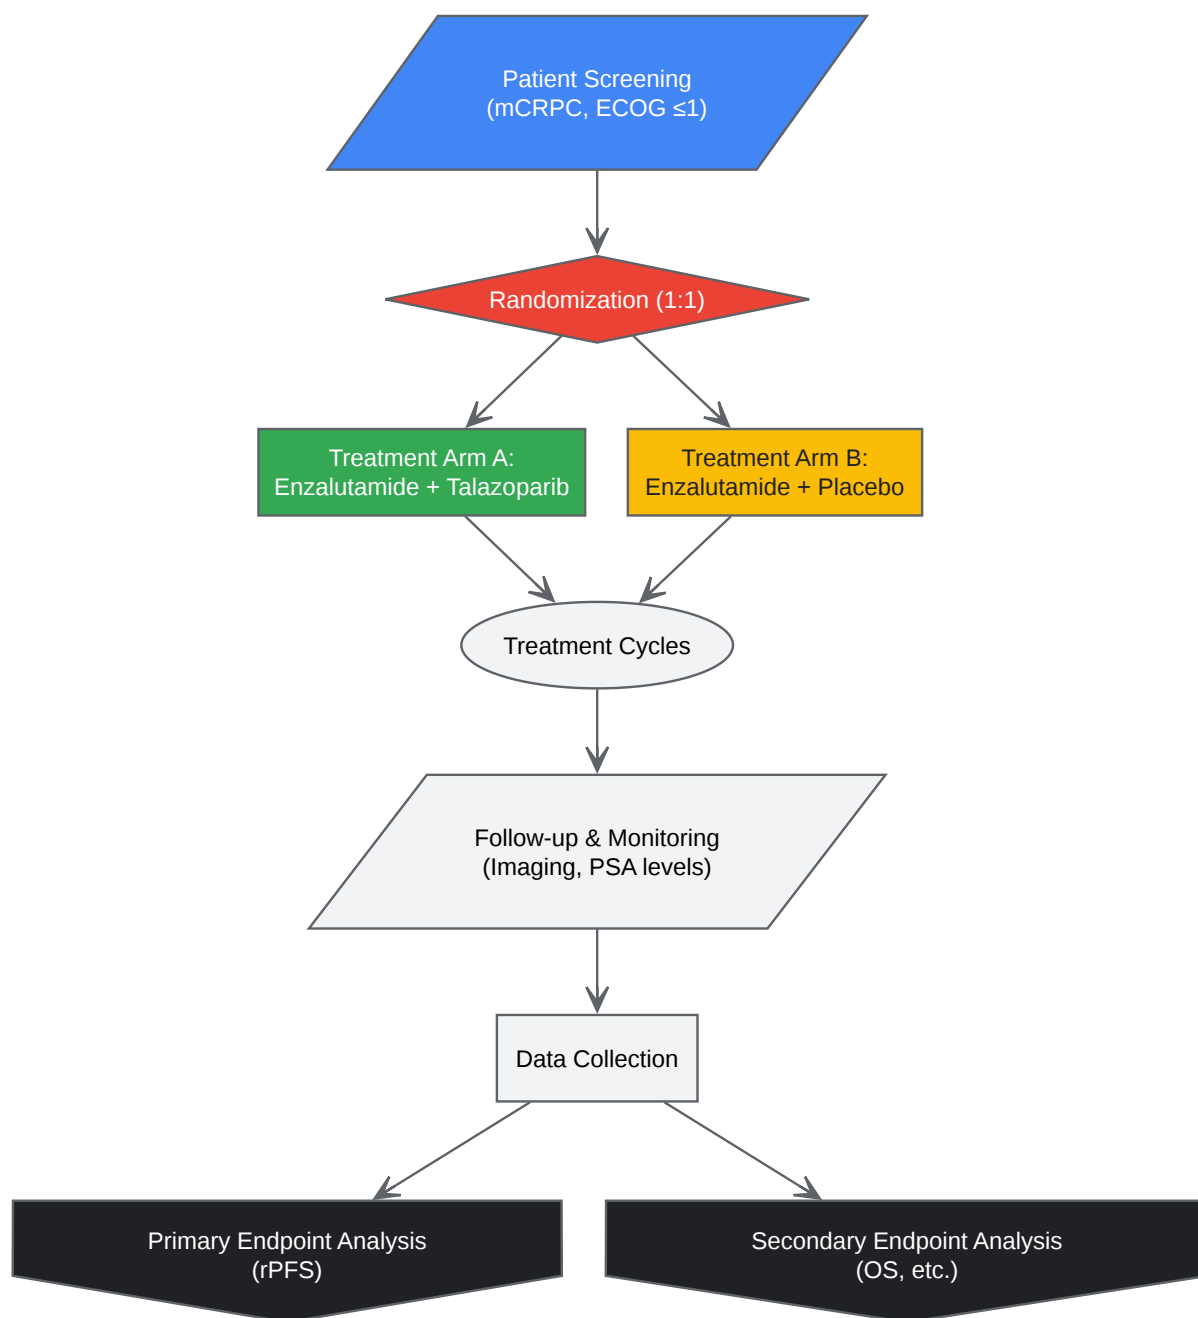 Patient Screening
(mCRPC, ECOG ≤1)
Randomization (1:1)
Treatment Arm A:
Enzalutamide + Talazoparib
Treatment Arm B:
Enzalutamide + Placebo
Treatment Cycles
Follow-up & Monitoring
(Imaging, PSA levels)
Data Collection
Primary Endpoint Analysis
(rPFS)
Secondary Endpoint Analysis
(OS, etc.)